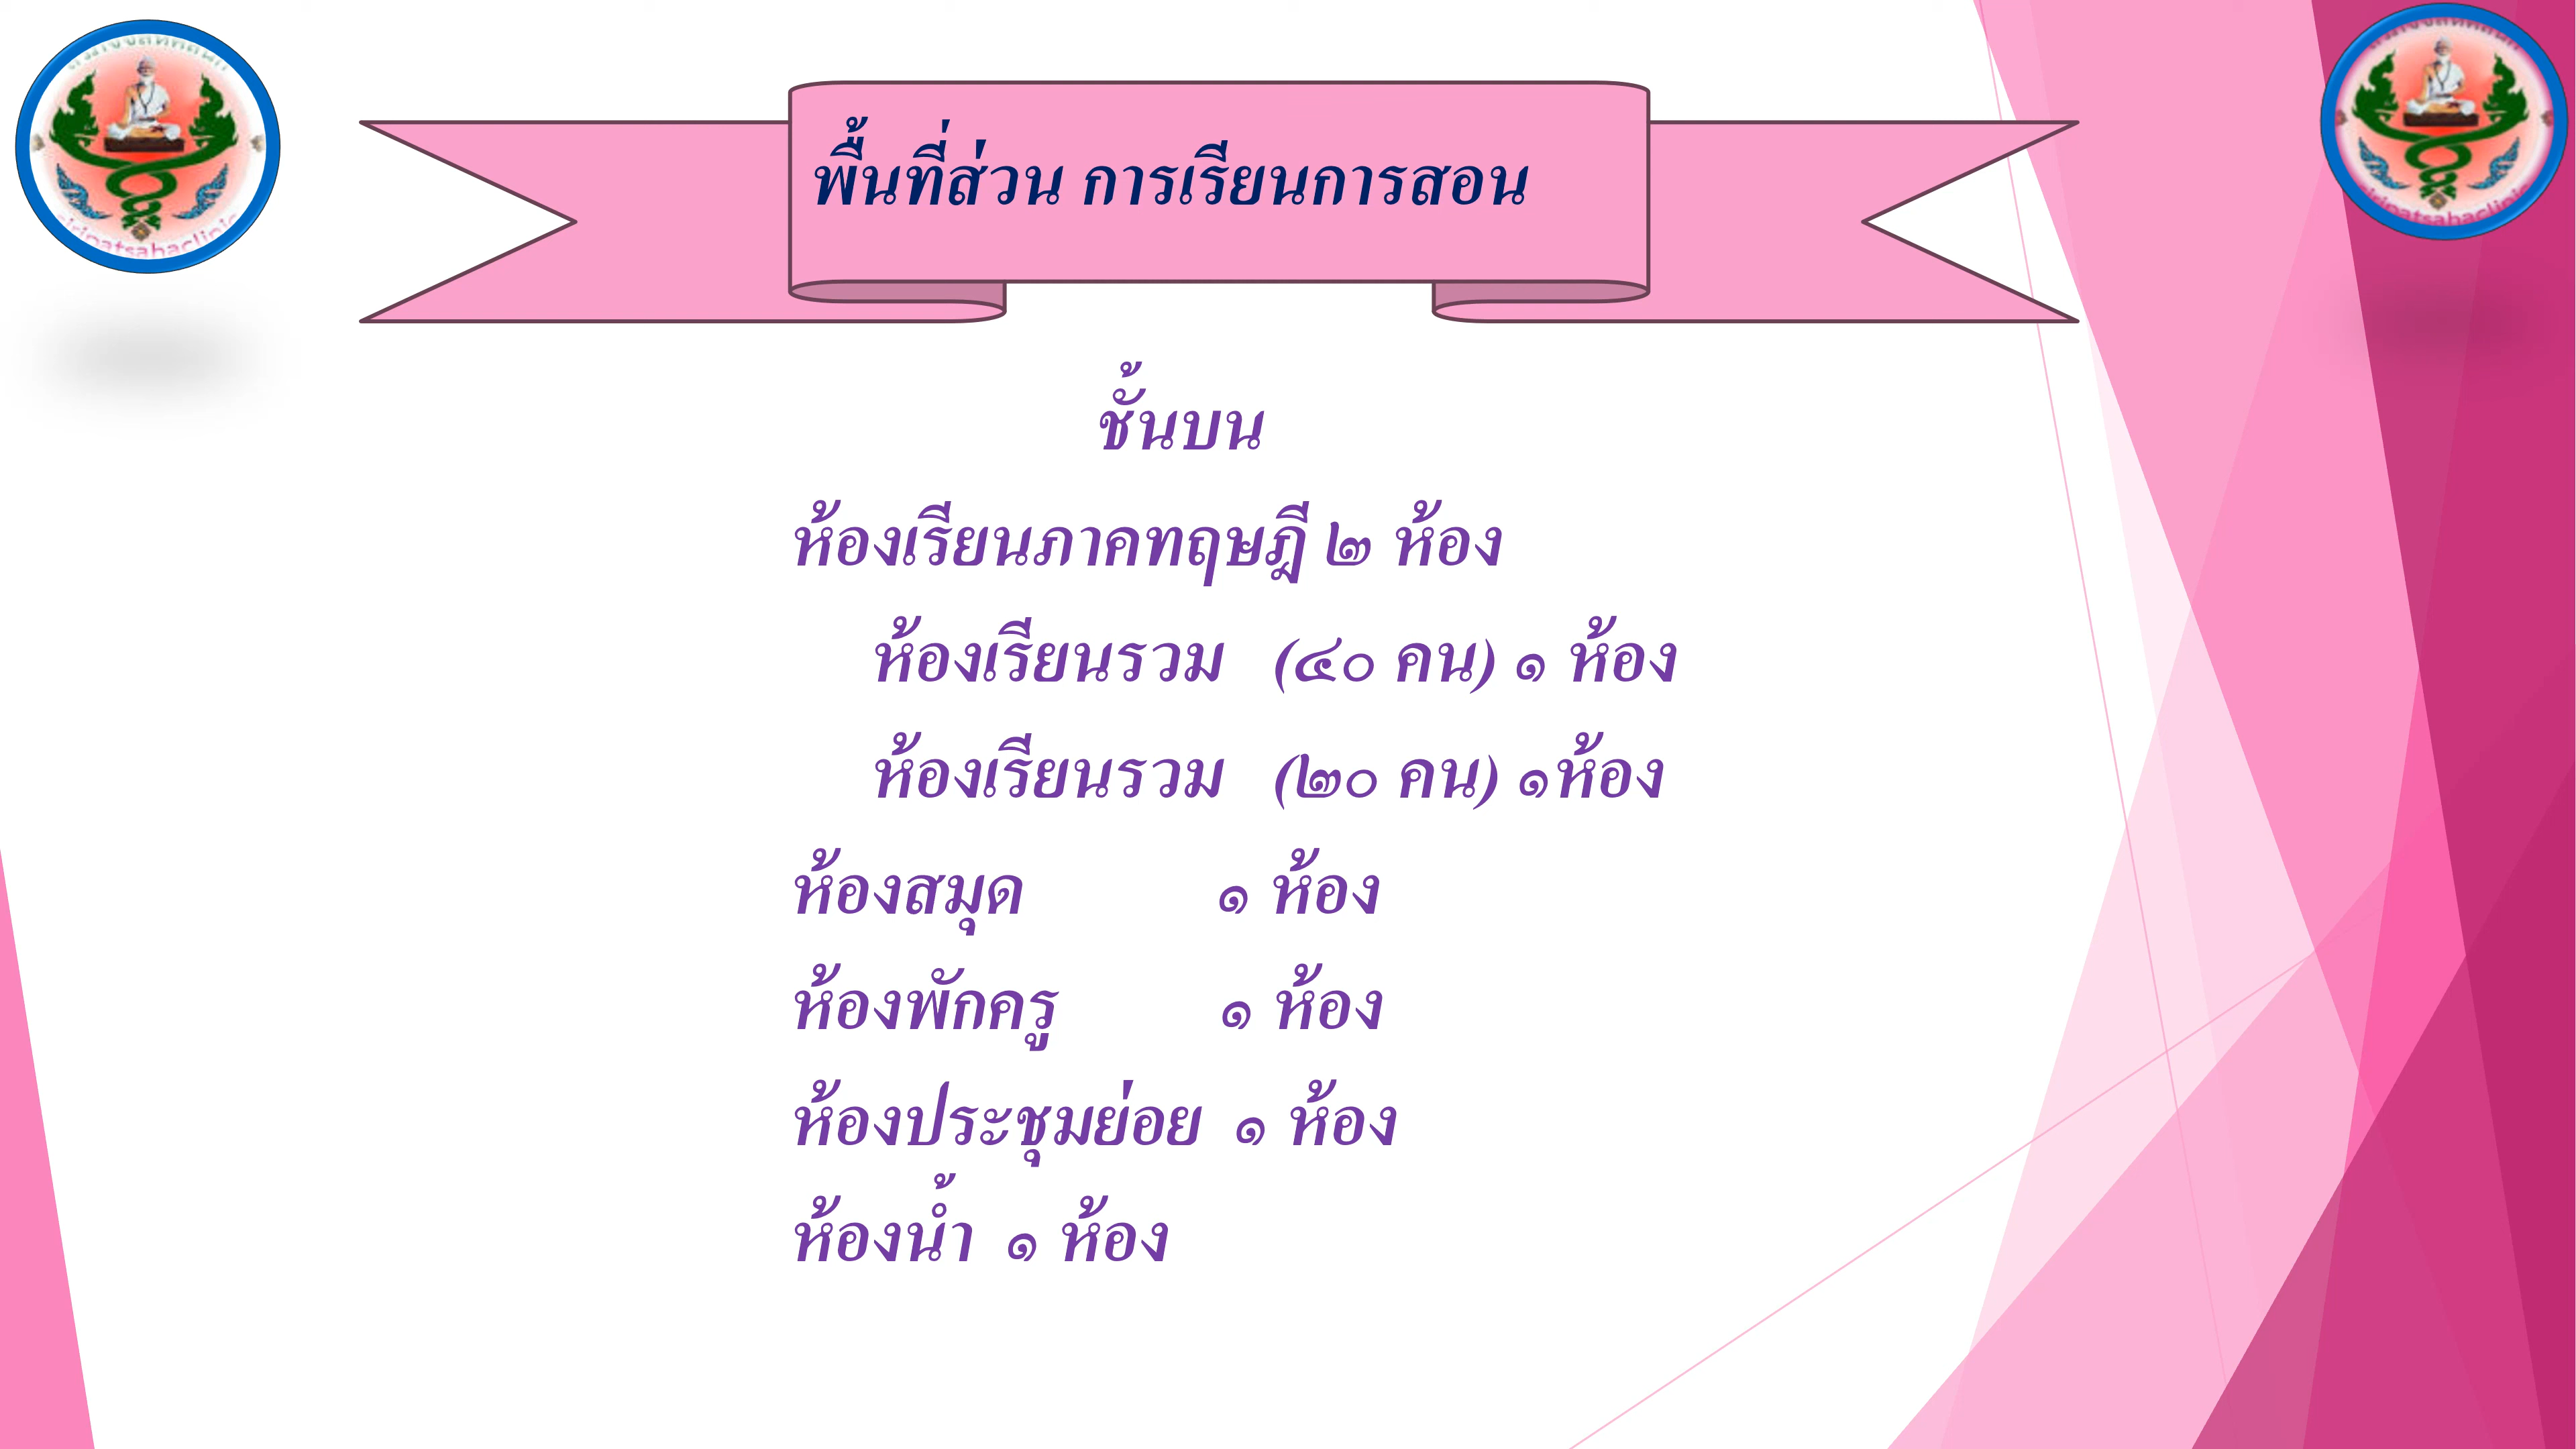 พื้นที่ส่วน การเรียนการสอน
ชั้นบน
ห้องเรียนภาคทฤษฎี ๒ ห้อง
ห้องเรียนรวม (๔๐ คน) ๑ ห้อง
ห้องเรียนรวม (๒๐ คน) ๑ห้อง
ห้องสมุด ๑ ห้อง
ห้องพักครู ๑ ห้อง
ห้องประชุมย่อย ๑ ห้อง
ห้องน้ำ ๑ ห้อง